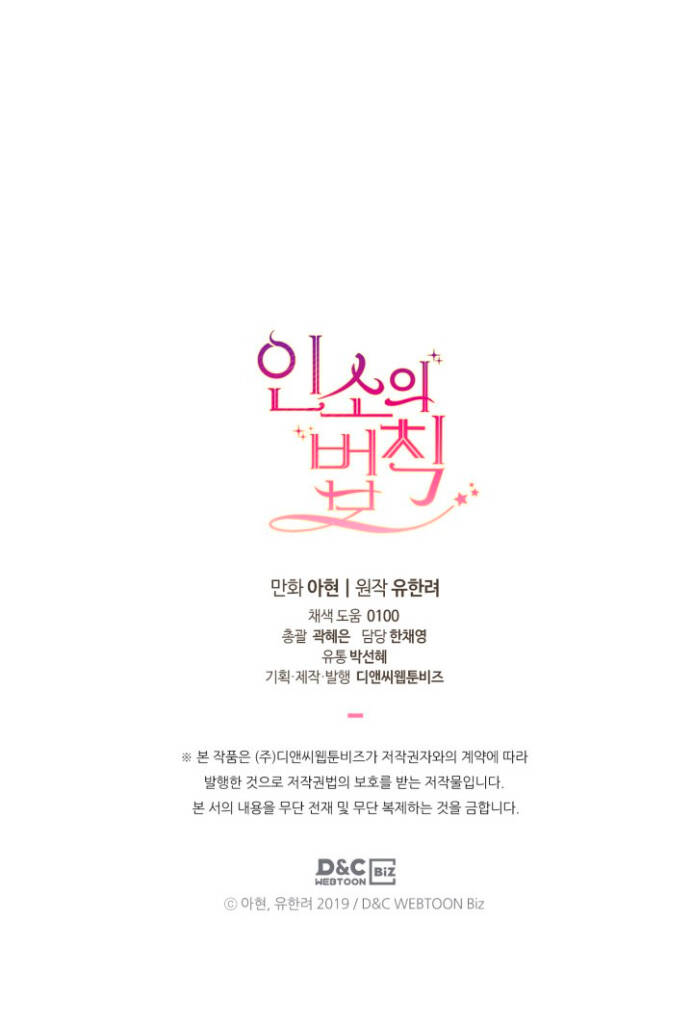 인소의
법칙
만화 아현 | 원작 유한려
채색 도움 0100
총괄 곽혜은 담당 한채영
유통 박선혜
기획·제작·발행 디앤씨웹툰비즈
※ 본 작품은 (주)디앤씨웹툰비즈가 저작권자와의 계약에 따라
발행한 것으로 저작권법의 보호를 받는 저작물입니다.
본 서의 내용을 무단 전재 및 무단 복제하는 것을 금합니다.
D&C BiZ
WEBTOON
ⓒ 아현, 유한려 2019 / D&C WEBTOON Biz